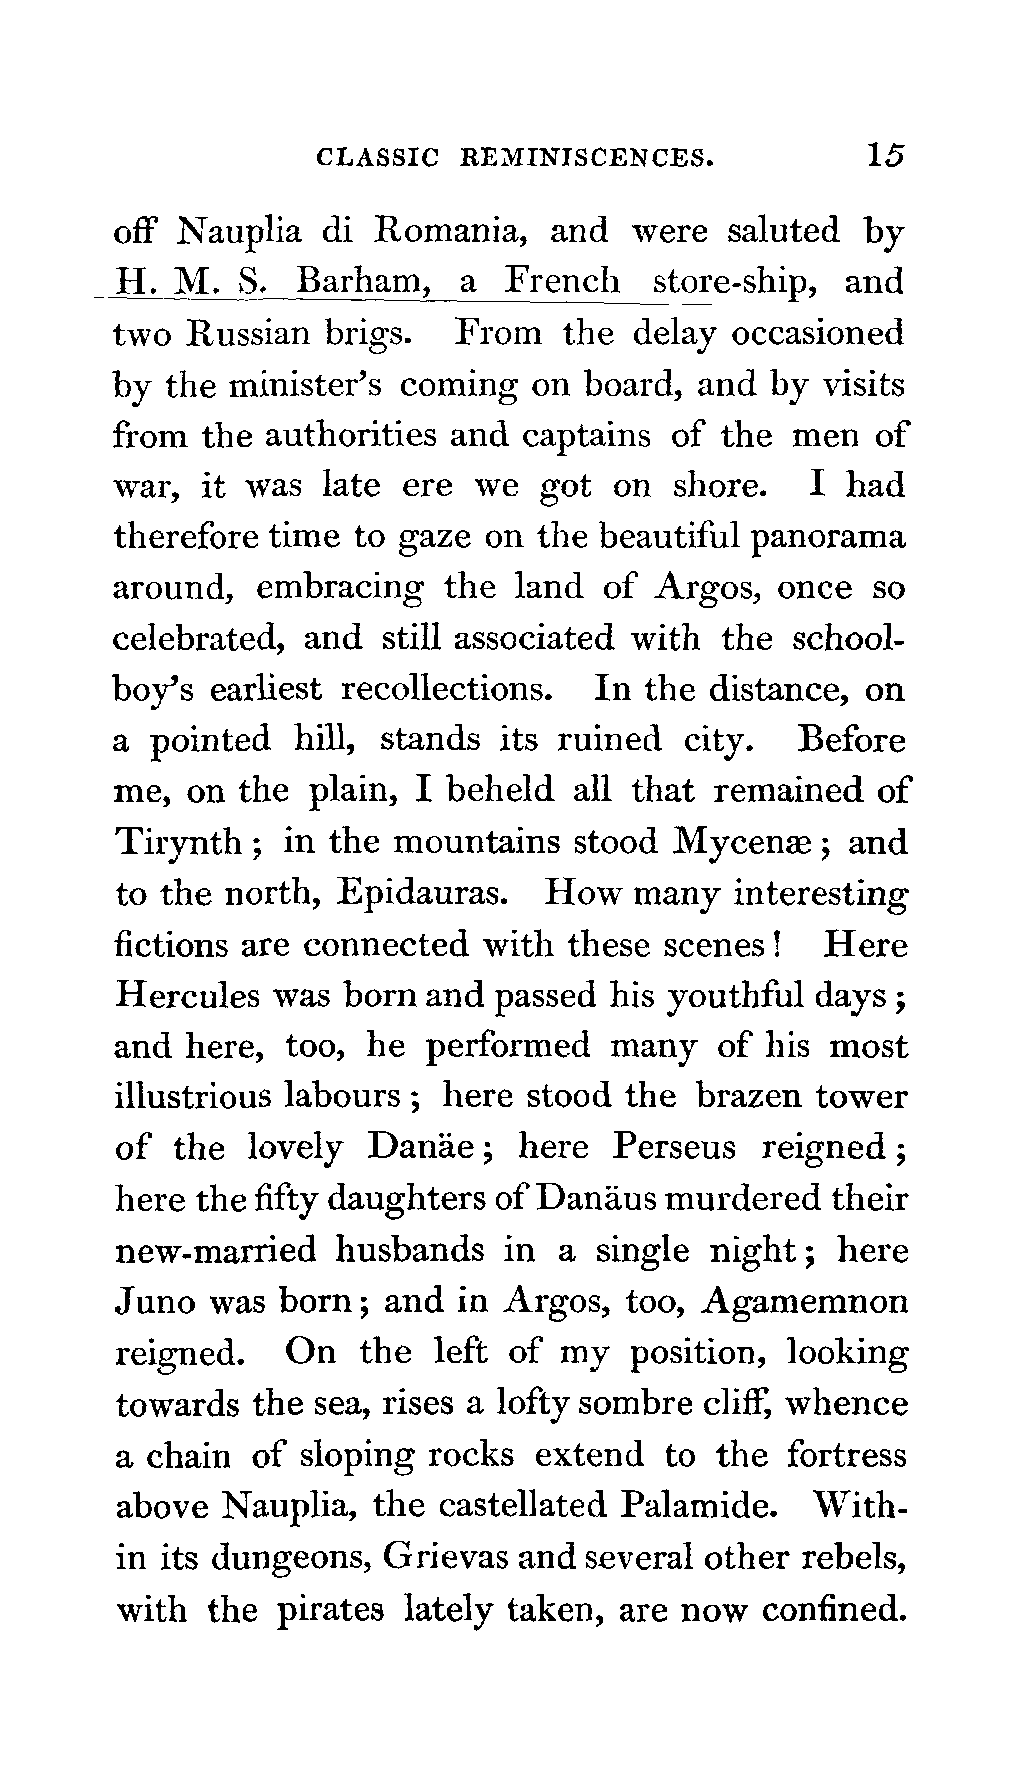 CLASSIC REMINISCENCES. 15
off Nauplia di Romania, and were saluted by
H. M. S. Barham, a French store-ship, and
two Russian brigs. From the delay occasioned
by the minister's coming on board, and by visits
from the authorities and captains of the men of
war, it was late ere we got on shore. I had
therefore time to gaze on the beautiful panorama
around, embracing the land of Argos, once so
celebrated, and still associated with the school-
boy's earliest recollections. In the distance, on
a pointed hill, stands its ruined city. Before
me, on the plain, I beheld all that remained of
Tirynth ; in the mountains stood Mycenæ ; and
to the north, Epidauras. How many interesting
fictions are connected with these scenes ! Here
Hercules was born and passed his youthful days ;
and here, too, he performed many of his most
illustrious labours ; here stood the brazen tower
of the lovely Danäe ; here Perseus reigned ;
here the fifty daughters of Danäus murdered their
new-married husbands in a single night ; here
Juno was born ; and in Argos, too, Agamemnon
reigned. On the left of my position, looking
towards the sea, rises a lofty sombre cliff, whence
a chain of sloping rocks extend to the fortress
above Nauplia, the castellated Palamide. With-
in its dungeons, Grievas and several other rebels,
with the pirates lately taken, are now confined.